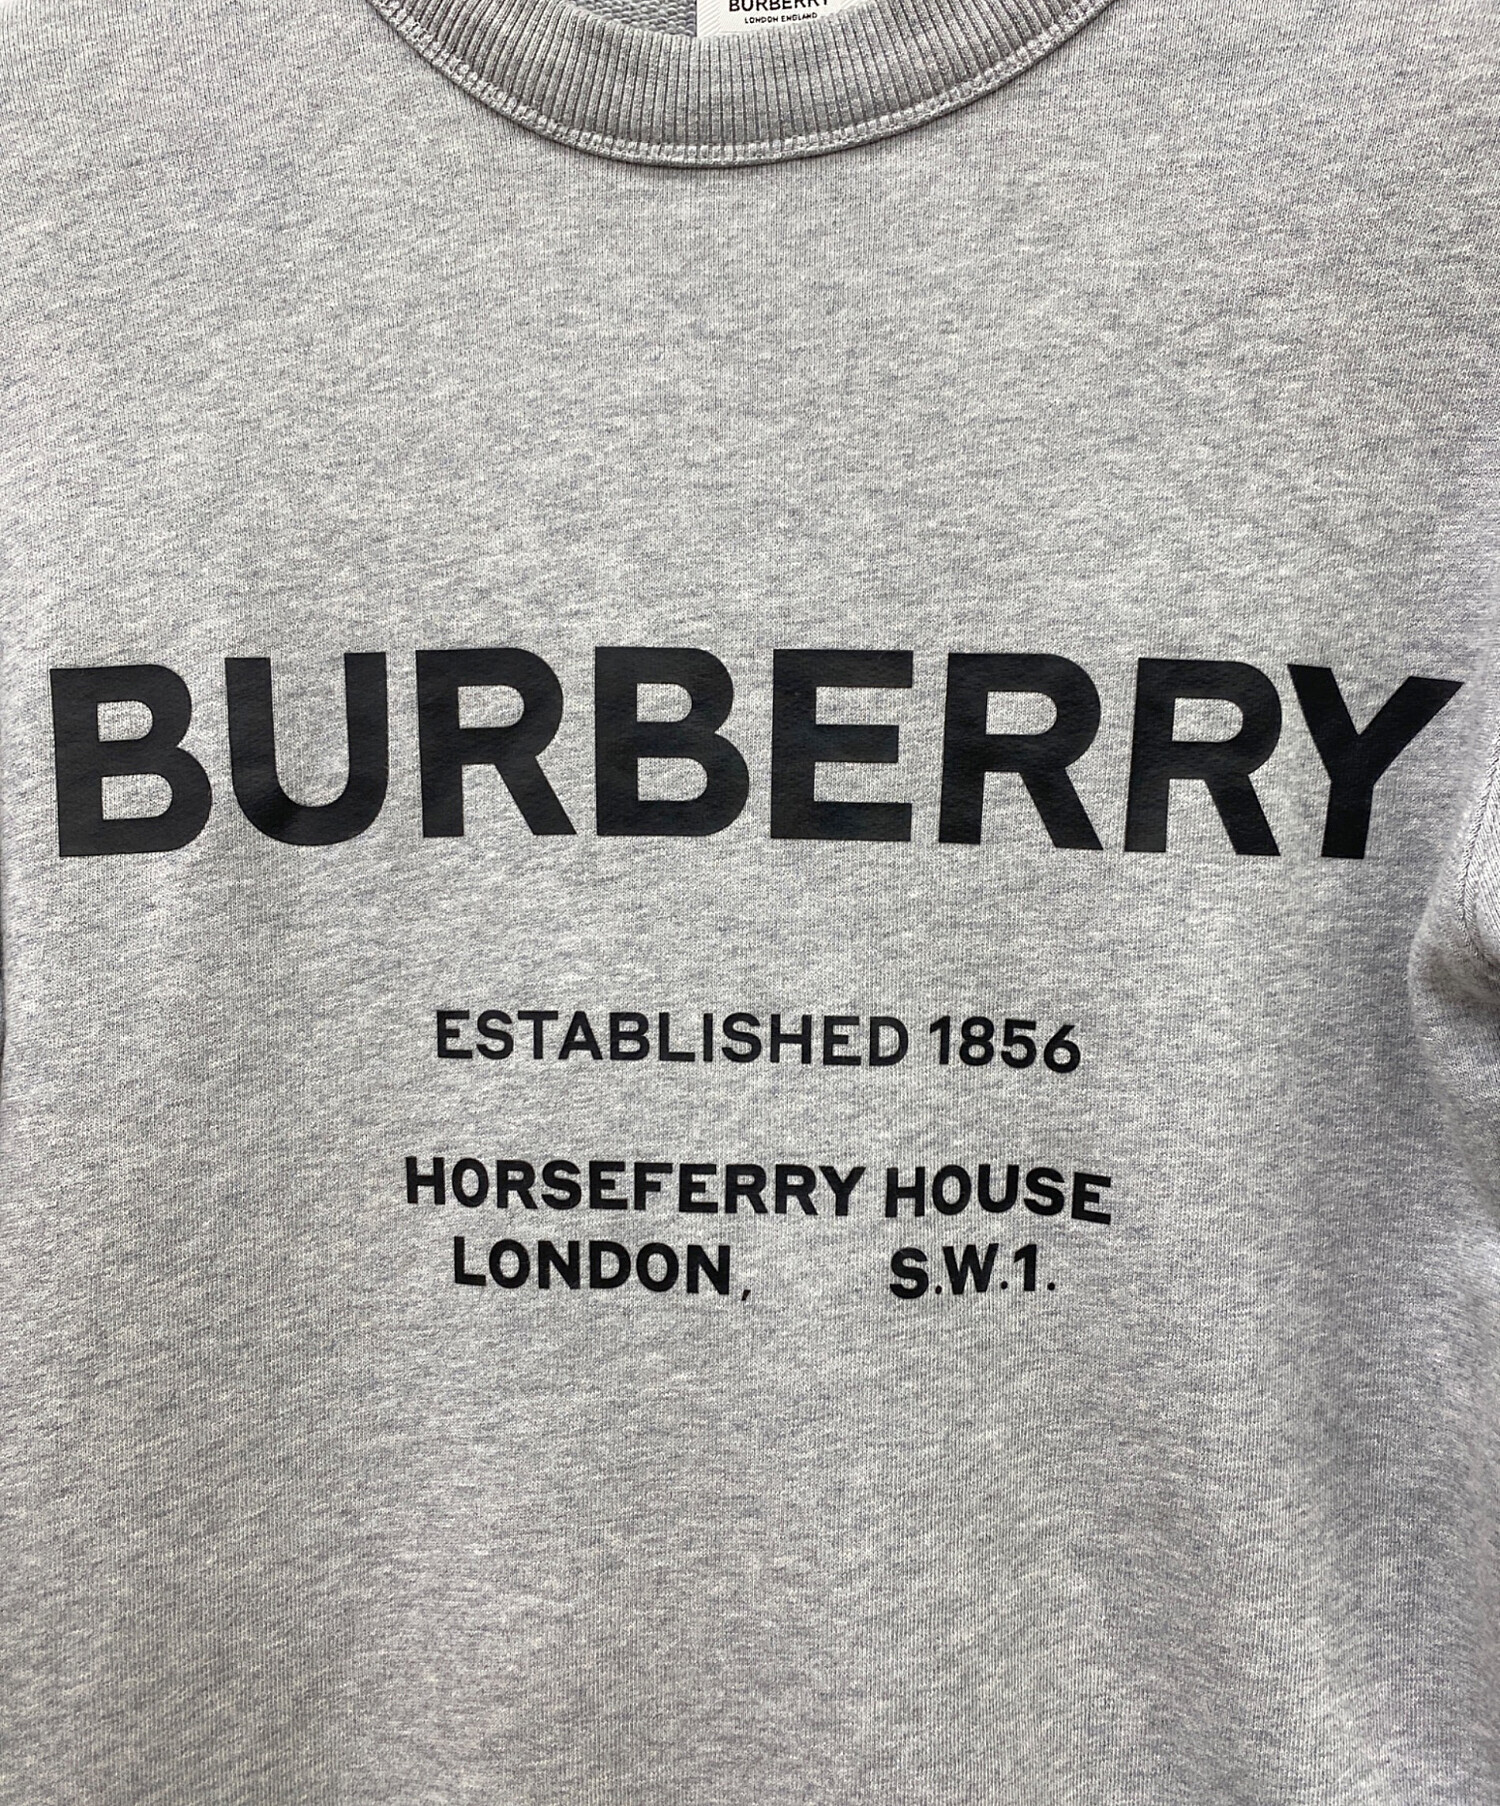 BURBERRY
LONDON ENGLAND
BURBERRY
ESTABLISHED 1856
HORSEFERRY HOUSE
LONDON, S.W.1.